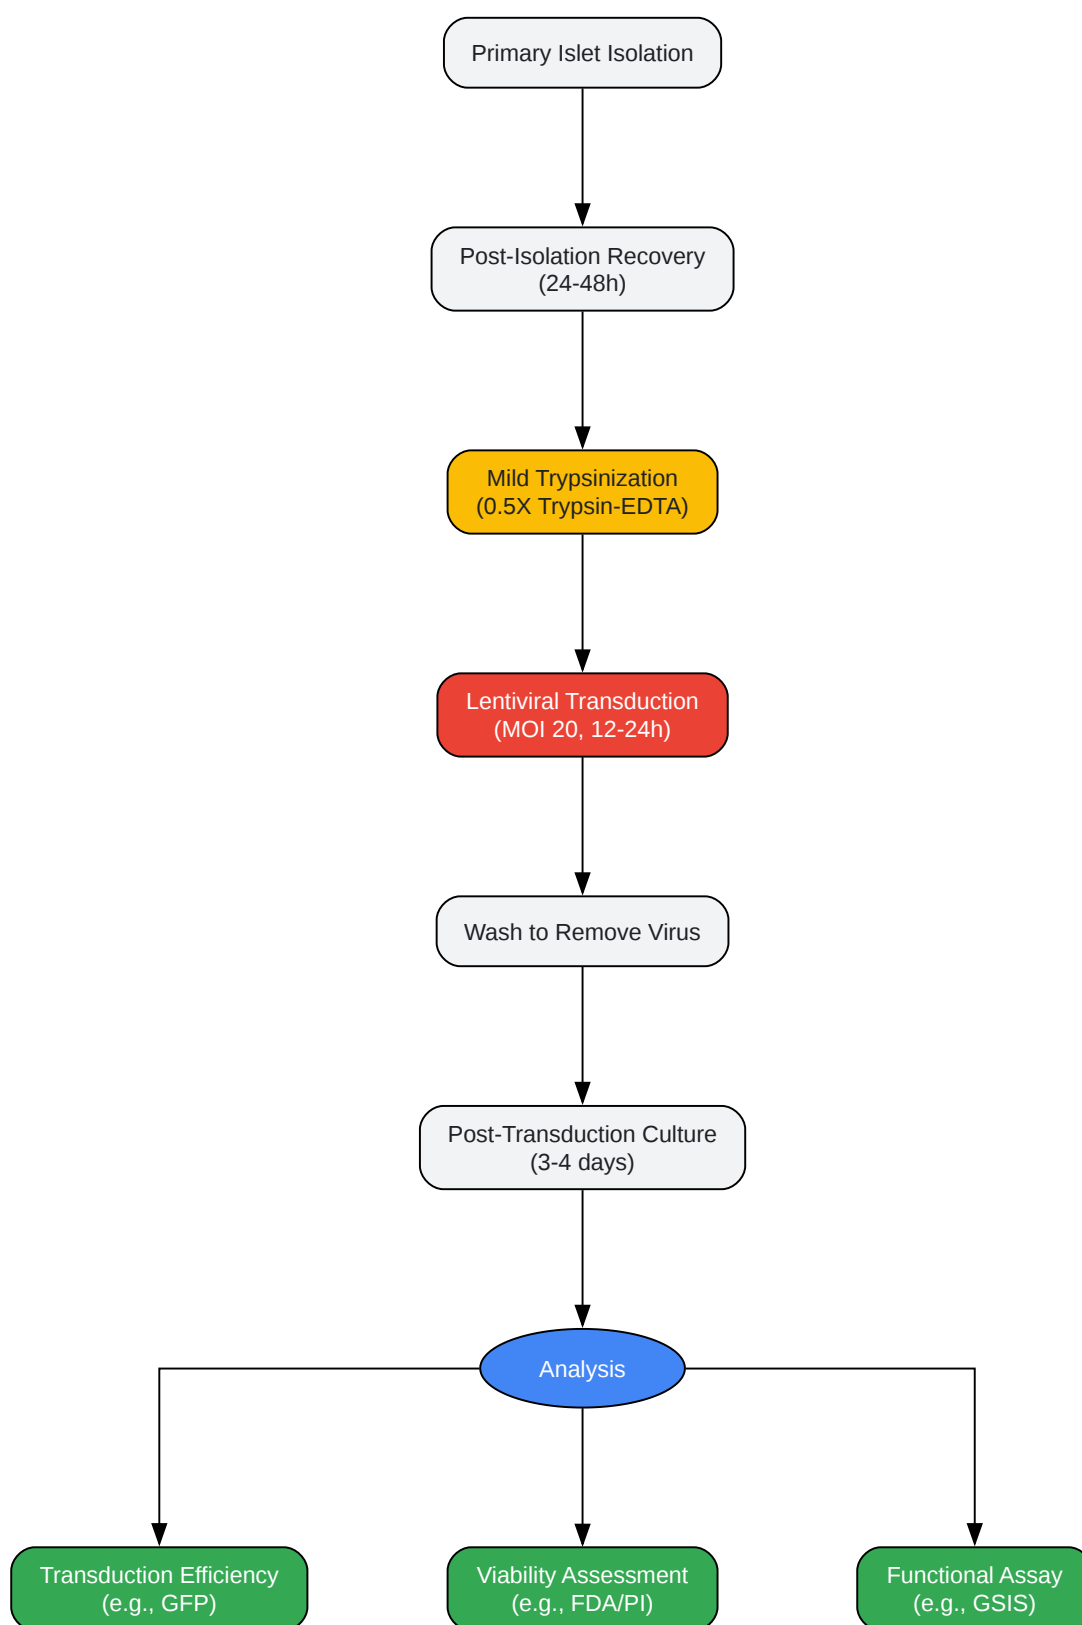 Primary Islet Isolation
Post-Isolation Recovery
(24-48h)
Mild Trypsinization
(0.5X Trypsin-EDTA)
Lentiviral Transduction
(MOI 20, 12-24h)
Wash to Remove Virus
Post-Transduction Culture
(3-4 days)
Analysis
Transduction Efficiency
(e.g., GFP)
Viability Assessment
(e.g., FDA/PI)
Functional Assay
(e.g., GSIS)